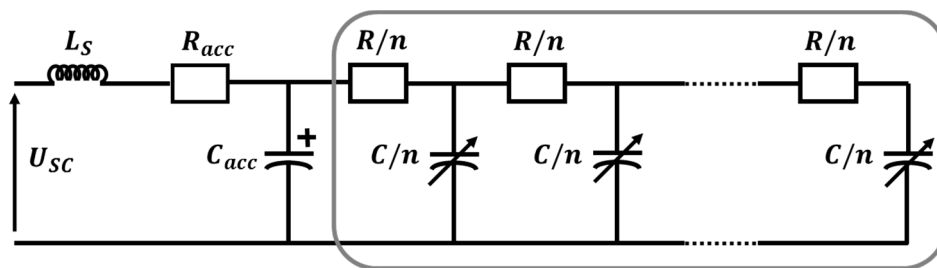 L_S
R_acc
R/n
R/n
R/n
U_SC
C_acc
+
C/n
C/n
C/n